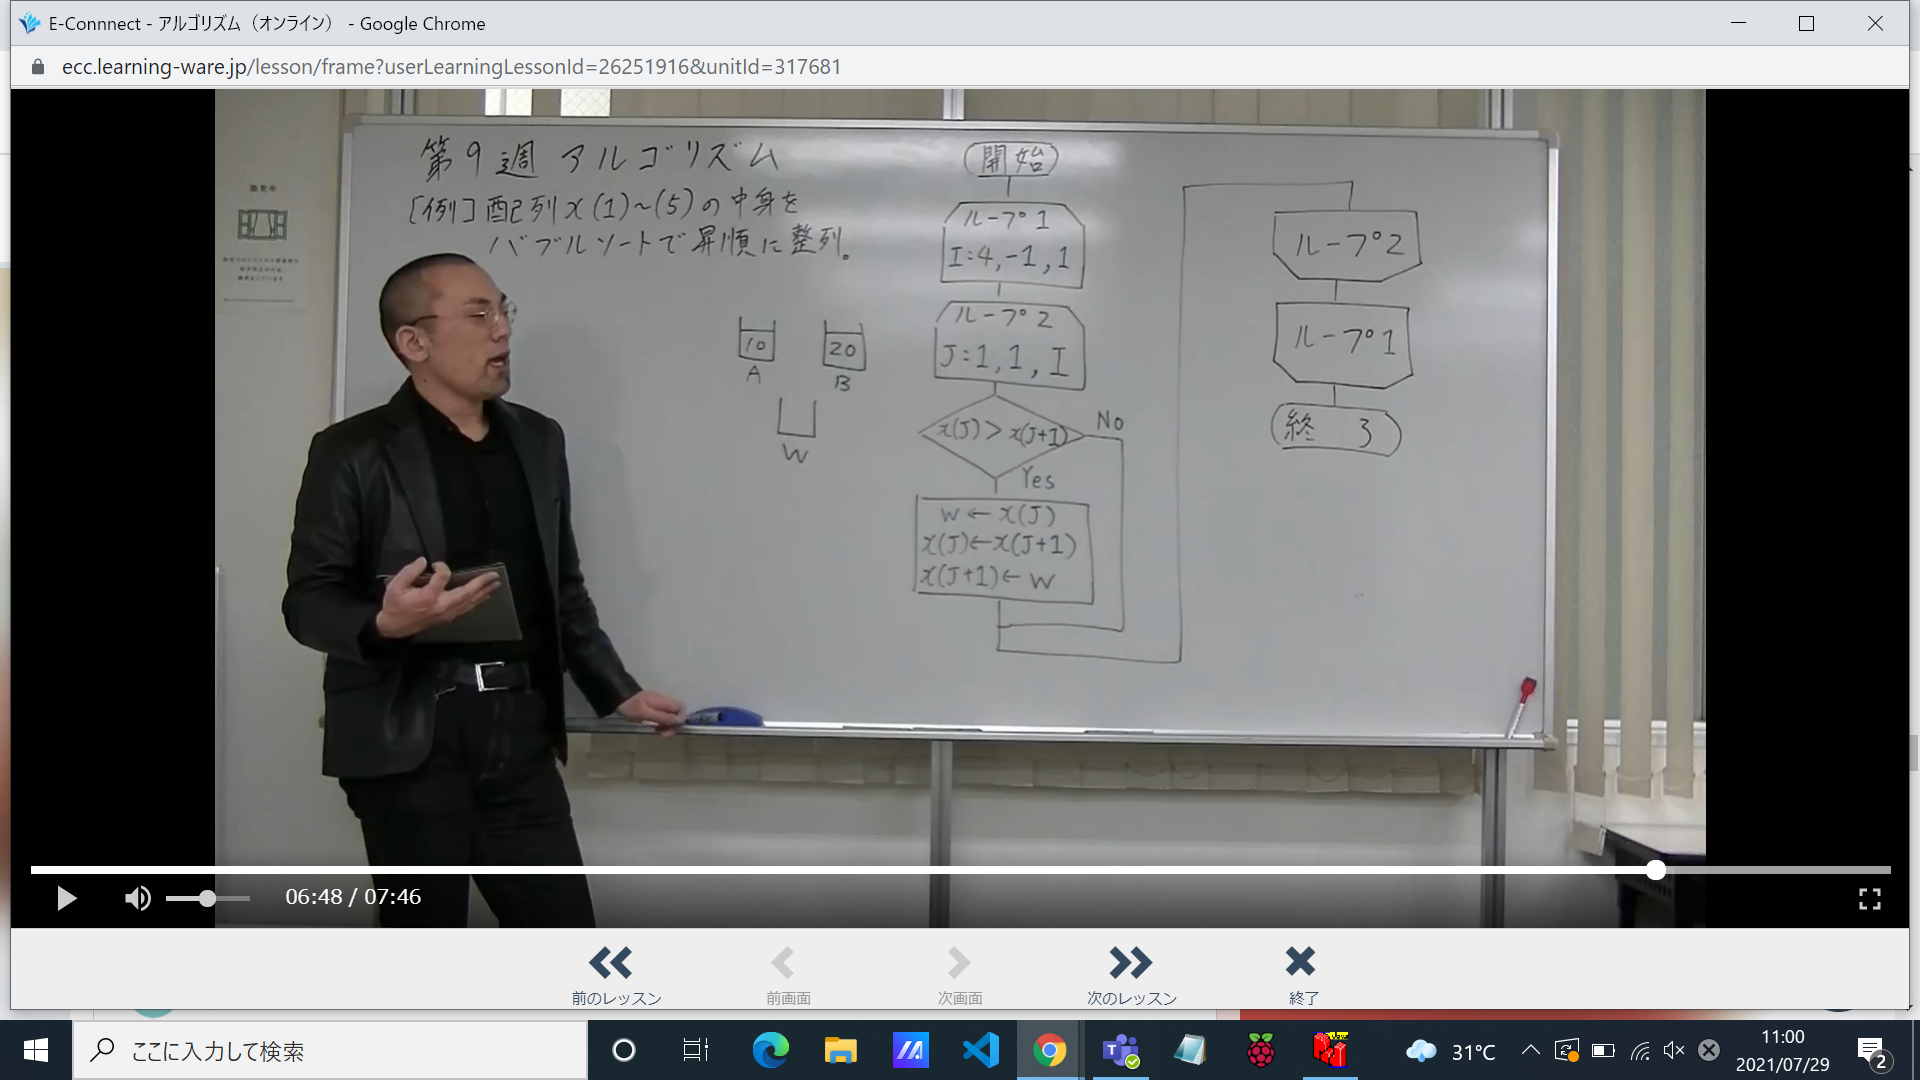 E-Connnect - アルゴリズム（オンライン） - Google Chrome
ecc.learning-ware.jp/lesson/frame?userLearningLessonId=26251916&unitId=317681
第9週 アルゴリズム
[例] 配列x(1)~(5)の中身を
バブルソートで昇順に整列。
10
A
20
B
W
開始
ループ1
I:4,-1,1
ループ2
J:1,1,I
x(J)>x(J+1)
No
Yes
W←x(J)
x(J)←x(J+1)
x(J+1)←W
ループ2
ループ1
終了
換気中
06:48 / 07:46
前のレッスン
前画面
次画面
次のレッスン
終了
ここに入力して検索
31°C
11:00
2021/07/29
2